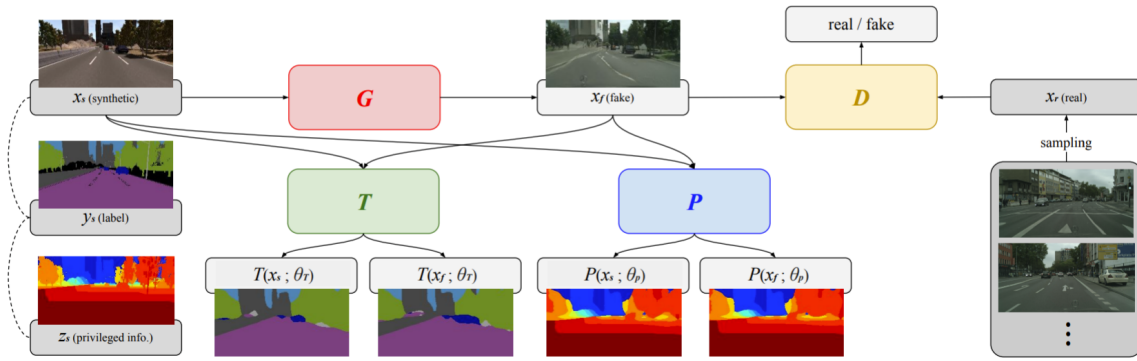 real / fake
xs (synthetic)
G
xf (fake)
D
xr (real)
sampling
ys (label)
T
P
T(xs ; θT)
T(xf ; θT)
P(xs ; θp)
P(xf ; θp)
zs (privileged info.)